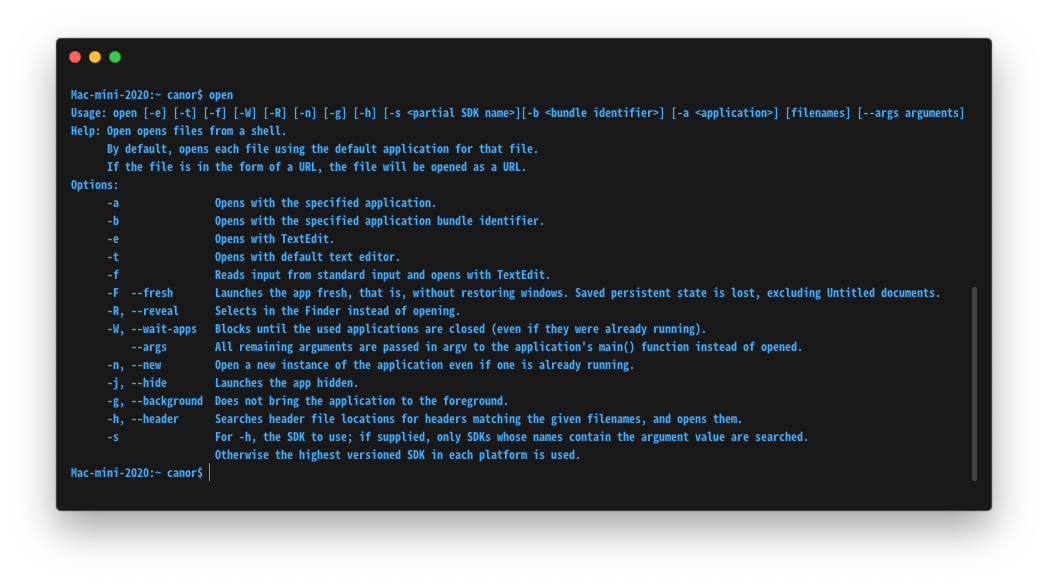 Mac-mini-2020:~ canor$ open
Usage: open [-e] [-t] [-f] [-W] [-R] [-n] [-g] [-h] [-s <partial SDK name>][-b <bundle identifier>] [-a <application>] [filenames] [--args arguments]
Help: Open opens files from a shell.
      By default, opens each file using the default application for that file.
      If the file is in the form of a URL, the file will be opened as a URL.
Options:
      -a                Opens with the specified application.
      -b                Opens with the specified application bundle identifier.
      -e                Opens with TextEdit.
      -t                Opens with default text editor.
      -f                Reads input from standard input and opens with TextEdit.
      -F  --fresh       Launches the app fresh, that is, without restoring windows. Saved persistent state is lost, excluding Untitled documents.
      -R, --reveal      Selects in the Finder instead of opening.
      -W, --wait-apps   Blocks until the used applications are closed (even if they were already running).
          --args        All remaining arguments are passed in argv to the application's main() function instead of opened.
      -n, --new         Open a new instance of the application even if one is already running.
      -j, --hide        Launches the app hidden.
      -g, --background  Does not bring the application to the foreground.
      -h, --header      Searches header file locations for headers matching the given filenames, and opens them.
      -s                For -h, the SDK to use; if supplied, only SDKs whose names contain the argument value are searched.
                        Otherwise the highest versioned SDK in each platform is used.
Mac-mini-2020:~ canor$